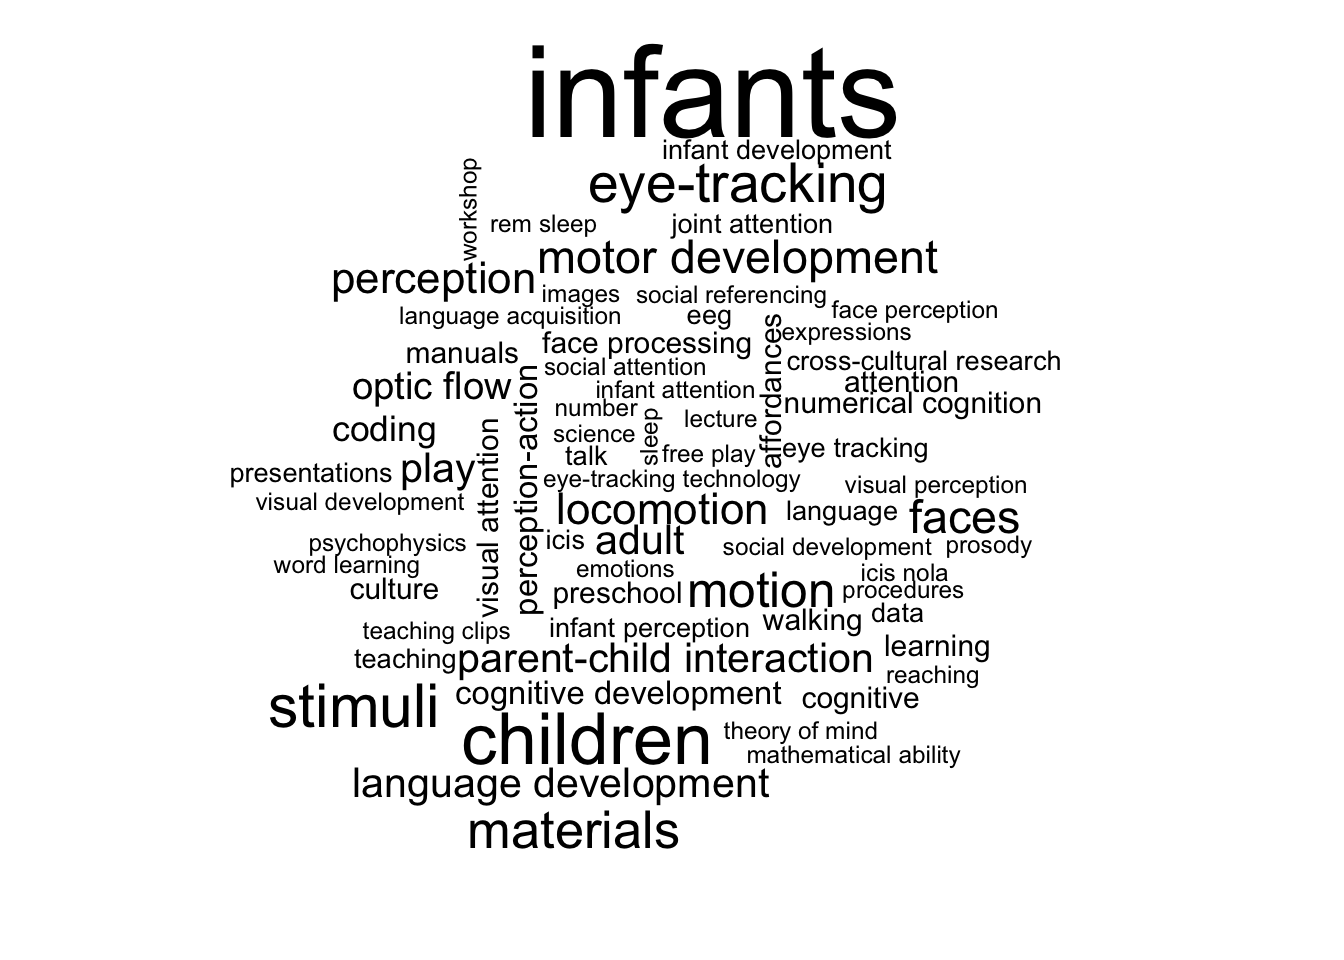 infants
infant development
eye-tracking
workshop
rem sleep
joint attention
motor development
perception
images
social referencing
face perception
language acquisition
eeg
expressions
face processing
manuals
affordances
cross-cultural research
social attention
attention
optic flow
infant attention
numerical cognition
number
lecture
coding
science
sleep
eye tracking
talk
free play
presentations
play
perception-action
visual attention
eye-tracking technology
visual perception
visual development
locomotion
language
faces
psychophysics
icis
adult
social development
prosody
word learning
emotions
icis nola
culture
preschool
motion
procedures
data
walking
teaching clips
infant perception
learning
teaching
parent-child interaction
reaching
stimuli
cognitive development
cognitive
children
theory of mind
mathematical ability
language development
materials